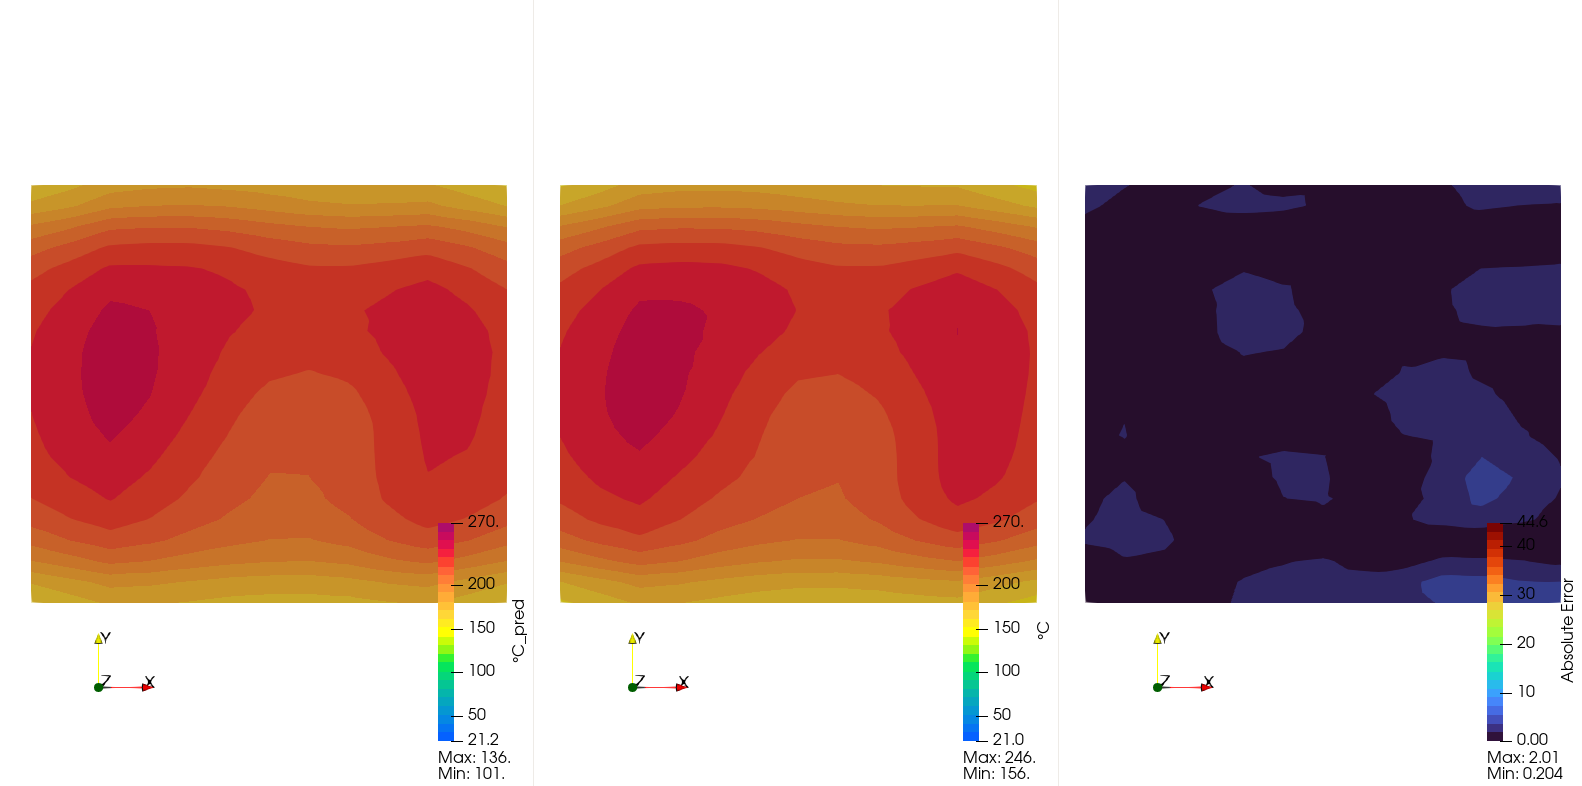 270.
200
150
100
50
21.2
°C_pred
Max: 136.
Min: 101.
Y
Z
X
270.
200
150
100
50
21.0
°C
Max: 246.
Min: 156.
Y
Z
X
44.6
40
30
20
10
0.00
Absolute Error
Max: 2.01
Min: 0.204
Y
Z
X